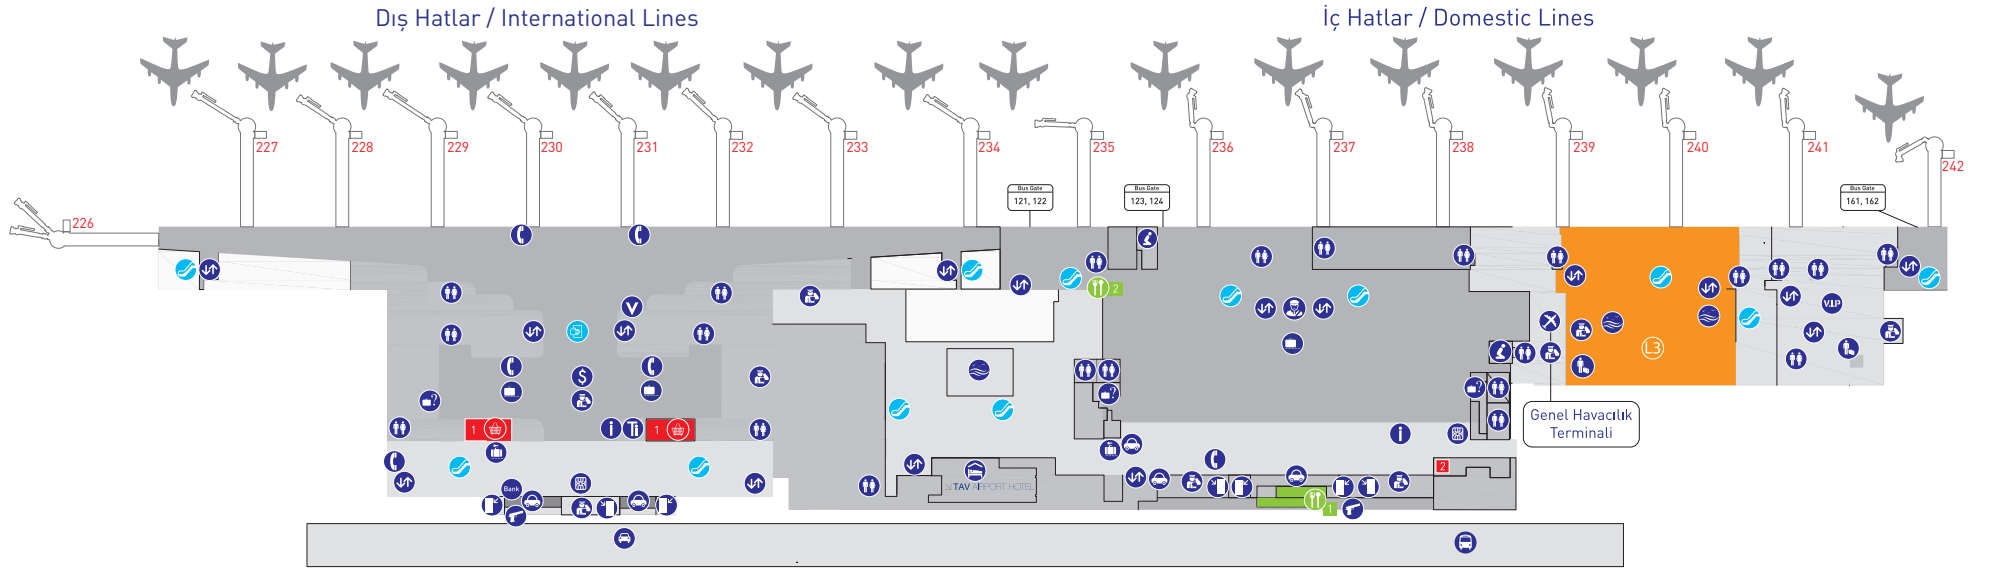 Dış Hatlar / International Lines
İç Hatlar / Domestic Lines
227
228
229
230
231
232
233
234
235
236
237
238
239
240
241
242
226
Bus Gate
121, 122
Bus Gate
123, 124
Bus Gate
161, 162
2
V
VIP
L3
$
?
?
?
1
i
Ti
1
Genel Havacılık
Terminali
i
2
TAV AIRPORT HOTEL
Bank
1